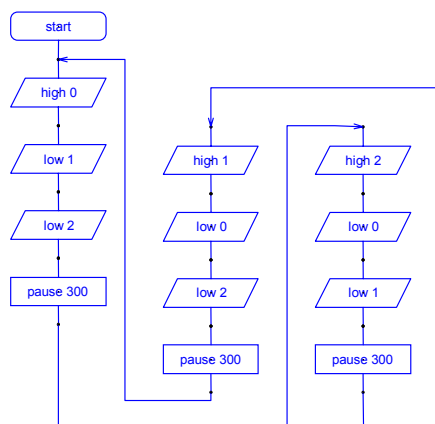 start
high 0
low 1
low 2
pause 300
high 1
low 0
low 2
pause 300
high 2
low 0
low 1
pause 300